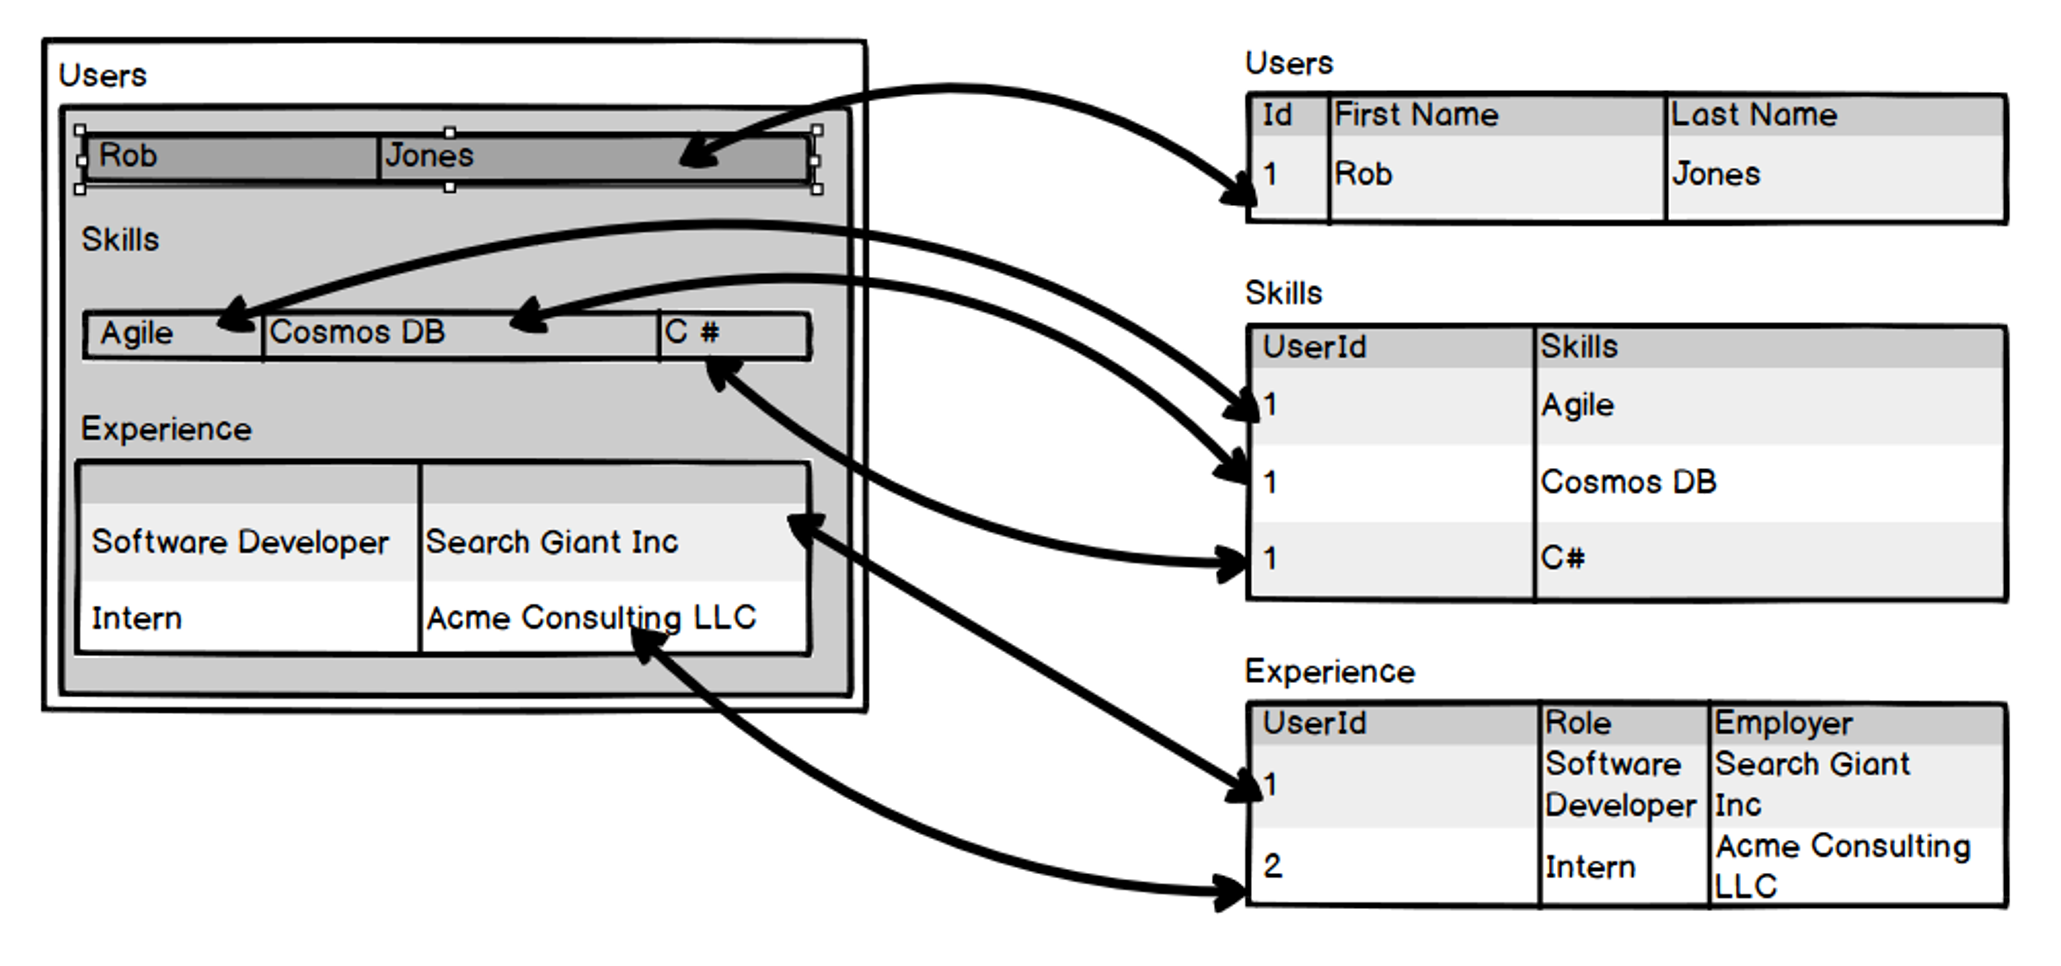 Users
Rob Jones
Skills
Agile Cosmos DB C #
Experience
Software Developer Search Giant Inc
Intern Acme Consulting LLC
Users
Id First Name Last Name
1 Rob Jones
Skills
UserId Skills
1 Agile
1 Cosmos DB
1 C#
Experience
UserId Role Employer
1 Software Developer Search Giant Inc
2 Intern Acme Consulting LLC